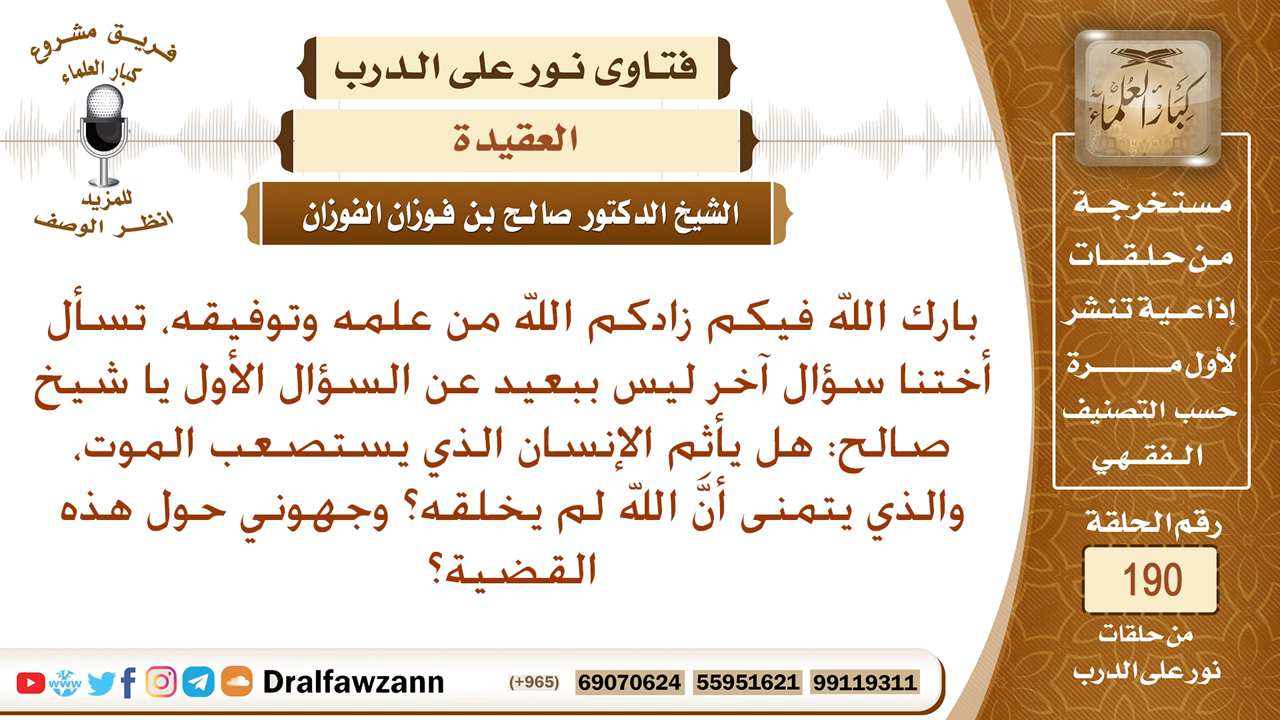 فريق مشروع
كبار العلماء
للمزيد
انظر الوصف
فتاوى نور على الدرب
العقيدة
الشيخ الدكتور صالح بن فوزان الفوزان
بارك الله فيكم زادكم الله من علمه وتوفيقه، تسأل
أختنا سؤال آخر ليس ببعيد عن السؤال الأول يا شيخ
صالح: هل يأثم الإنسان الذي يستصعب الموت،
والذي يتمنى أنَّ الله لم يخلقه؟ وجهوني حول هذه
القضية؟
كِبَارُ العُلَمَاء
مستخرجة
من حلقات
إذاعية تنشر
لأول مرة
حسب التصنيف
الفقهي
رقم الحلقة
190
من حلقات
نور على الدرب
www
Dralfawzann (+965) 69070624 55951621 99119311